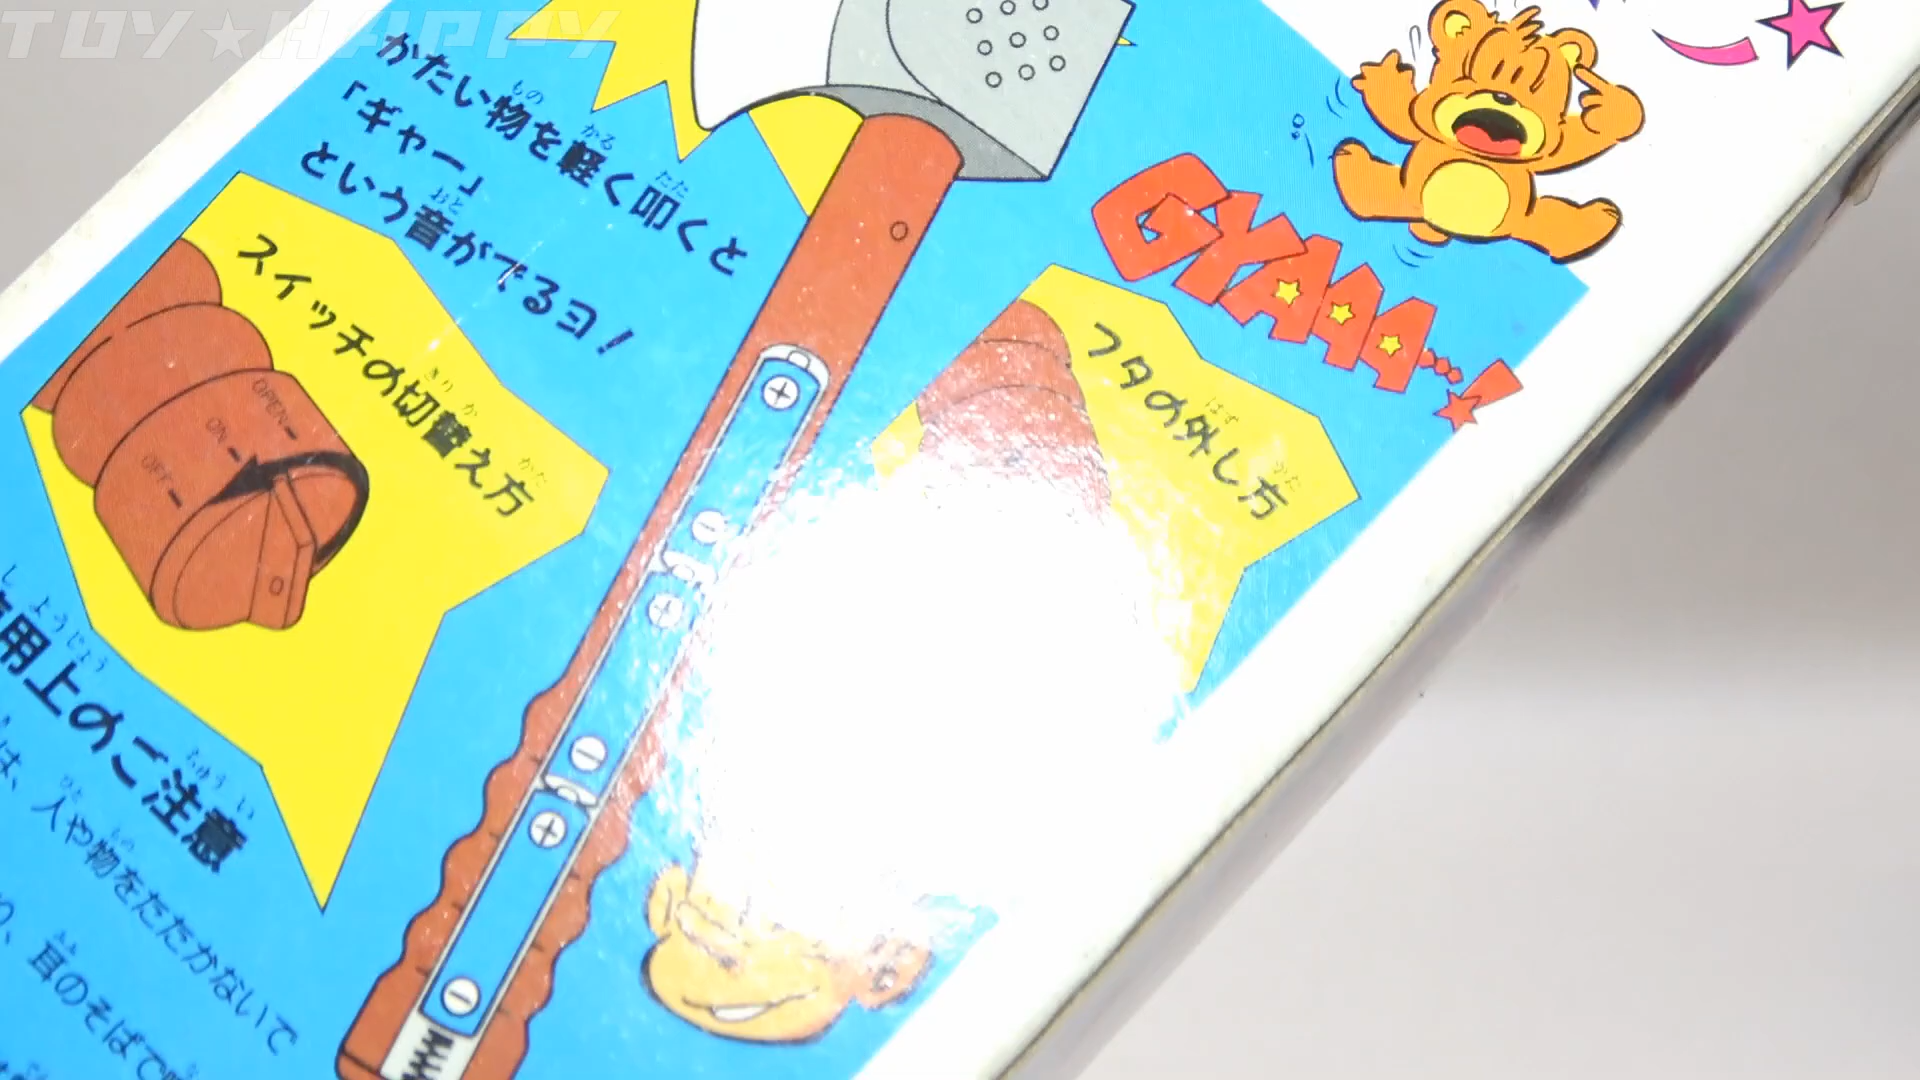 TOY★HAPPY
かたい物を軽く叩くと
「ギャー」
という音がでるヨ!
スイッチの切替え方
OPEN
ON
OFF
GYAOOO...!
フタの外し方
用上のご注意
は、人や物をたたかないで
耳のそばで